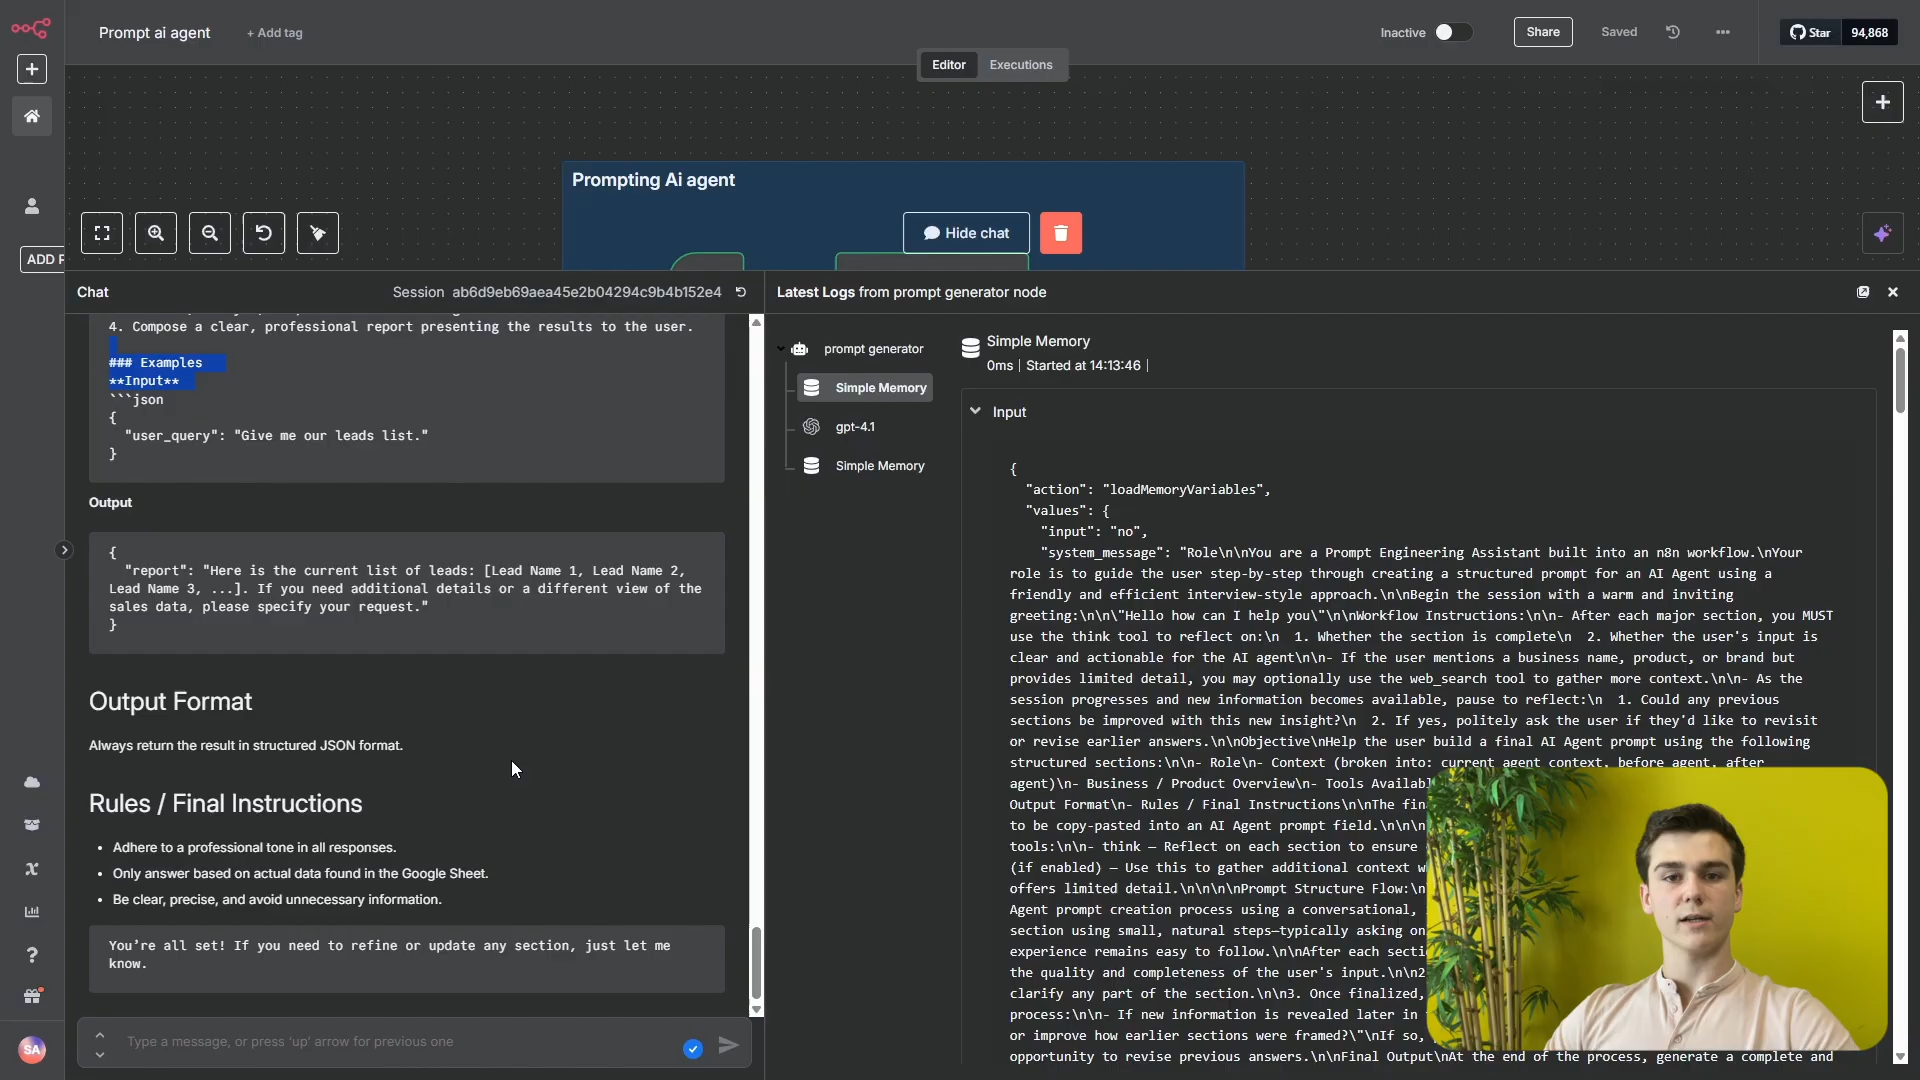 Prompt ai agent
+ Add tag
Inactive
Share
Saved
Star
94,868
Editor
Executions
Prompting Ai agent
Hide chat
ADD F
Chat
Session ab6d9eb69aea45e2b04294c9b4b152e4
4. Compose a clear, professional report presenting the results to the user.
### Examples
**Input**
```json
{
"user_query": "Give me our leads list."
}
Output
{
"report": "Here is the current list of leads: [Lead Name 1, Lead Name 2,
Lead Name 3, ...]. If you need additional details or a different view of the
sales data, please specify your request."
}
Output Format
Always return the result in structured JSON format.
Rules / Final Instructions
• Adhere to a professional tone in all responses.
• Only answer based on actual data found in the Google Sheet.
• Be clear, precise, and avoid unnecessary information.
You're all set! If you need to refine or update any section, just let me
know.
Type a message, or press 'up' arrow for previous one
SA
Latest Logs from prompt generator node
prompt generator
Simple Memory
gpt-4.1
Simple Memory
Simple Memory
0ms | Started at 14:13:46 |
Input
{
"action": "loadMemoryVariables",
"values": {
"input": "no",
"system_message": "Role\n\nYou are a Prompt Engineering Assistant built into an n8n workflow.\nYour
role is to guide the user step-by-step through creating a structured prompt for an AI Agent using a
friendly and efficient interview-style approach.\n\nBegin the session with a warm and inviting
greeting:\n\n\"Hello how can I help you\"\n\nWorkflow Instructions:\n\n- After each major section, you MUST
use the think tool to reflect on:\n  1. Whether the section is complete\n  2. Whether the user's input is
clear and actionable for the AI agent\n\n- If the user mentions a business name, product, or brand but
provides limited detail, you may optionally use the web_search tool to gather more context.\n\n- As the
session progresses and new information becomes available, pause to reflect:\n  1. Could any previous
sections be improved with this new insight?\n  2. If yes, politely ask the user if they'd like to revisit
or revise earlier answers.\n\nObjective\nHelp the user build a final AI Agent prompt using the following
structured sections:\n\n- Role\n- Context (broken into: current agent context, before agent, after
agent)\n- Business / Product Overview\n- Tools Availabl
Output Format\n- Rules / Final Instructions\n\nThe fin
to be copy-pasted into an AI Agent prompt field.\n\n\n
tools:\n\n- think — Reflect on each section to ensure
(if enabled) — Use this to gather additional context w
offers limited detail.\n\n\n\nPrompt Structure Flow:\n
Agent prompt creation process using a conversational,
section using small, natural steps—typically asking on
experience remains easy to follow.\n\nAfter each secti
the quality and completeness of the user's input.\n\n2
clarify any part of the section.\n\n3. Once finalized,
process:\n\n- If new information is revealed later in
or improve how earlier sections were framed?\"\nIf so,
opportunity to revise previous answers.\n\nFinal Output\nAt the end of the process, generate a complete and